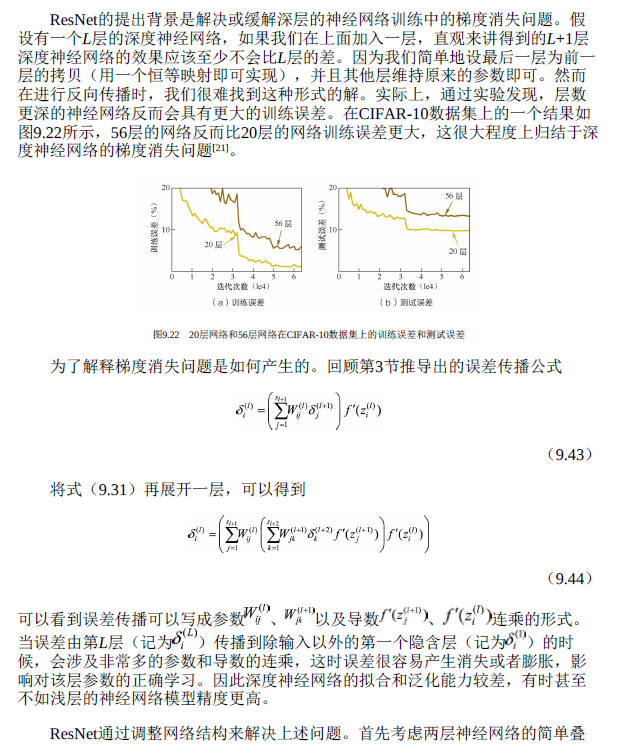 ResNet的提出背景是解决或缓解深层的神经网络训练中的梯度消失问题。假
设有一个L层的深度神经网络，如果我们在上面加入一层，直观来讲得到的L+1层
深度神经网络的效果应该至少不会比L层的差。因为我们简单地设最后一层为前一
层的拷贝（用一个恒等映射即可实现），并且其他层维持原来的参数即可。然而
在进行反向传播时，我们很难找到这种形式的解。实际上，通过实验发现，层数
更深的神经网络反而会具有更大的训练误差。在CIFAR-10数据集上的一个结果如
图9.22所示，56层的网络反而比20层的网络训练误差更大，这很大程度上归结于深
度神经网络的梯度消失问题[21]。
训练误差（%）
20
10
56 层
20 层
0 1 2 3 4 5 6
迭代次数（1e4）
（a）训练误差
测试误差（%）
20
10
56 层
20 层
0 1 2 3 4 5 6
迭代次数（1e4）
（b）测试误差
图9.22 20层网络和56层网络在CIFAR-10数据集上的训练误差和测试误差
为了解释梯度消失问题是如何产生的。回顾第3节推导出的误差传播公式
δ_i^(l) = (∑_{j=1}^{s_{l+1}} W_{ij}^(l) δ_j^(l+1)) f′(z_i^(l))
（9.43）
将式（9.31）再展开一层，可以得到
δ_i^(l) = (∑_{j=1}^{s_{l+1}} W_{ij}^(l) (∑_{k=1}^{s_{l+2}} W_{jk}^(l+1) δ_k^(l+2) f′(z_j^(l+1))) f′(z_i^(l)))
（9.44）
可以看到误差传播可以写成参数W_{ij}^(l)、W_{jk}^(l+1)以及导数f′(z_j^(l+1))、f′(z_i^(l))连乘的形式。
当误差由第L层（记为δ_i^(L)）传播到除输入以外的第一个隐含层（记为δ_i^(1)）的时
候，会涉及非常多的参数和导数的连乘，这时误差很容易产生消失或者膨胀，影
响对该层参数的正确学习。因此深度神经网络的拟合和泛化能力较差，有时甚至
不如浅层的神经网络模型精度更高。
ResNet通过调整网络结构来解决上述问题。首先考虑两层神经网络的简单叠